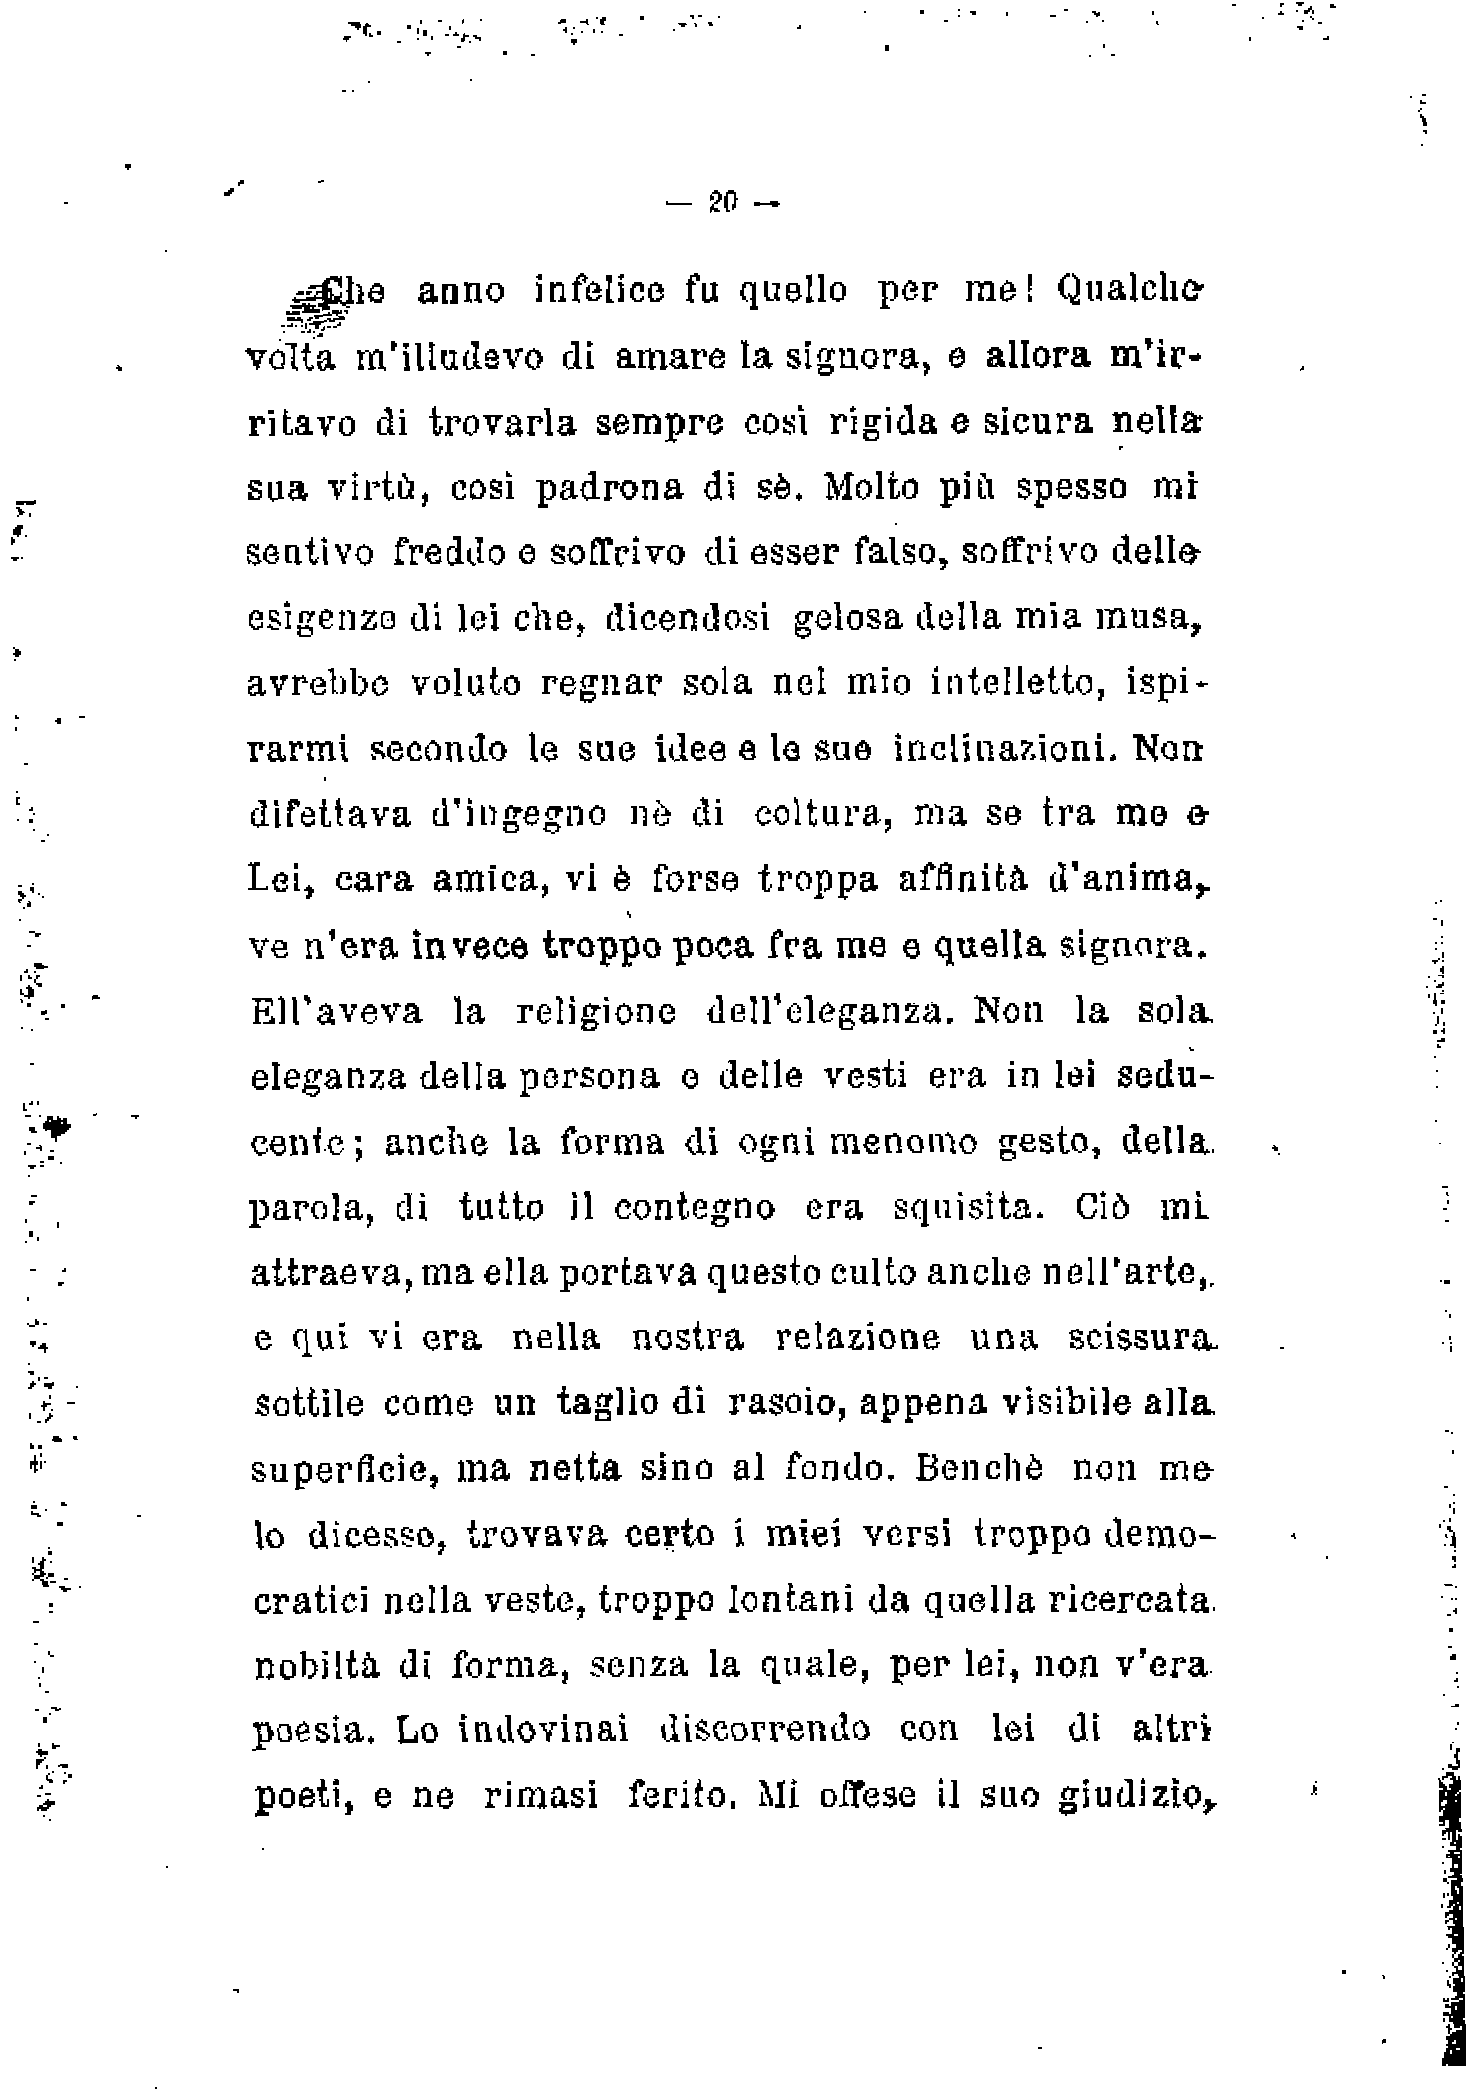 — 20 —
Che anno infelice fu quello per me! Qualche
volta m'illudevo di amare la signora, e allora m'ir-
ritavo di trovarla sempre così rigida e sicura nella
sua virtù, così padrona di sè. Molto più spesso mi
sentivo freddo e soffrivo di esser falso, soffrivo delle
esigenze di lei che, dicendosi gelosa della mia musa,
avrebbe voluto regnar sola nel mio intelletto, ispi-
rarmi secondo le sue idee e le sue inclinazioni. Non
difettava d'ingegno nè di coltura, ma se tra me e
Lei, cara amica, vi è forse troppa affinità d'anima,
ve n'era invece troppo poca fra me e quella signora.
Ell'aveva la religione dell'eleganza. Non la sola
eleganza della persona e delle vesti era in lei sedu-
cente; anche la forma di ogni menomo gesto, della
parola, di tutto il contegno era squisita. Ciò mi
attraeva, ma ella portava questo culto anche nell'arte,
e qui vi era nella nostra relazione una scissura
sottile come un taglio di rasoio, appena visibile alla
superficie, ma netta sino al fondo. Benchè non me
lo dicesse, trovava certo i miei versi troppo demo-
cratici nella veste, troppo lontani da quella ricercata
nobiltà di forma, senza la quale, per lei, non v'era
poesia. Lo indovinai discorrendo con lei di altri
poeti, e ne rimasi ferito. Mi offese il suo giudizio,